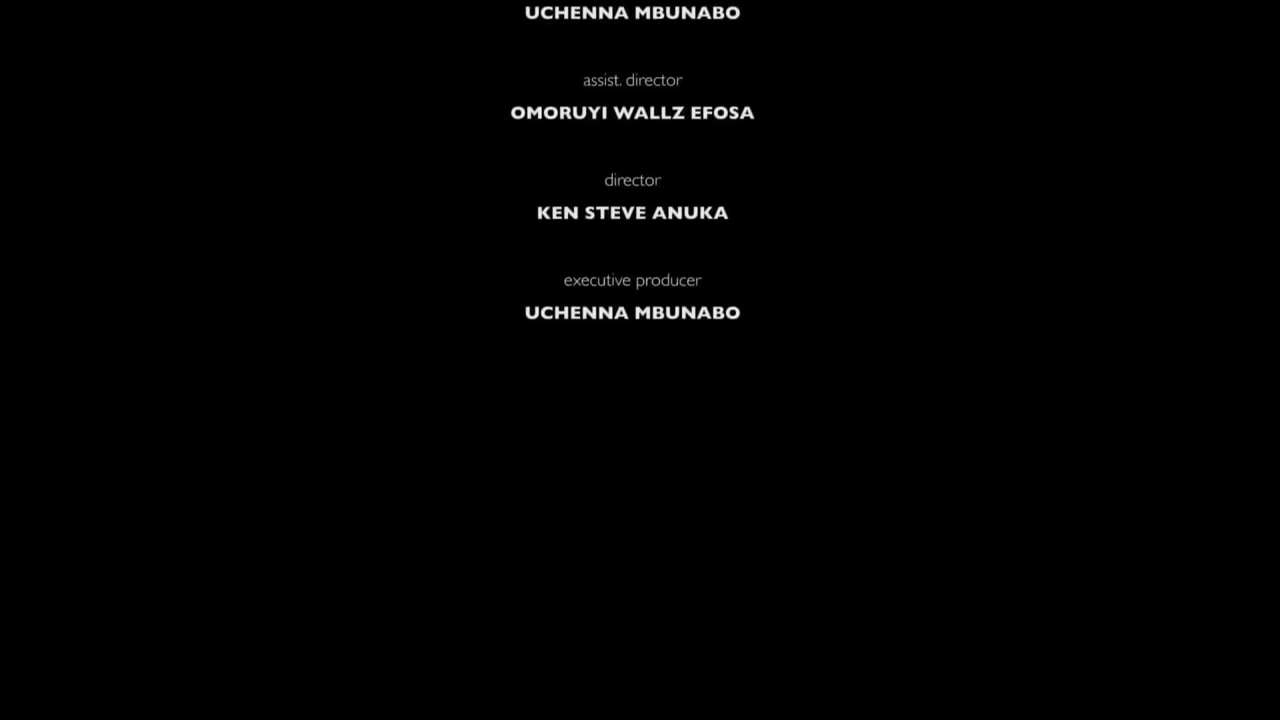 UCHENNA MBUNABO
assist. director
OMORUYI WALLZ EFOSA
director
KEN STEVE ANUKA
executive producer
UCHENNA MBUNABO